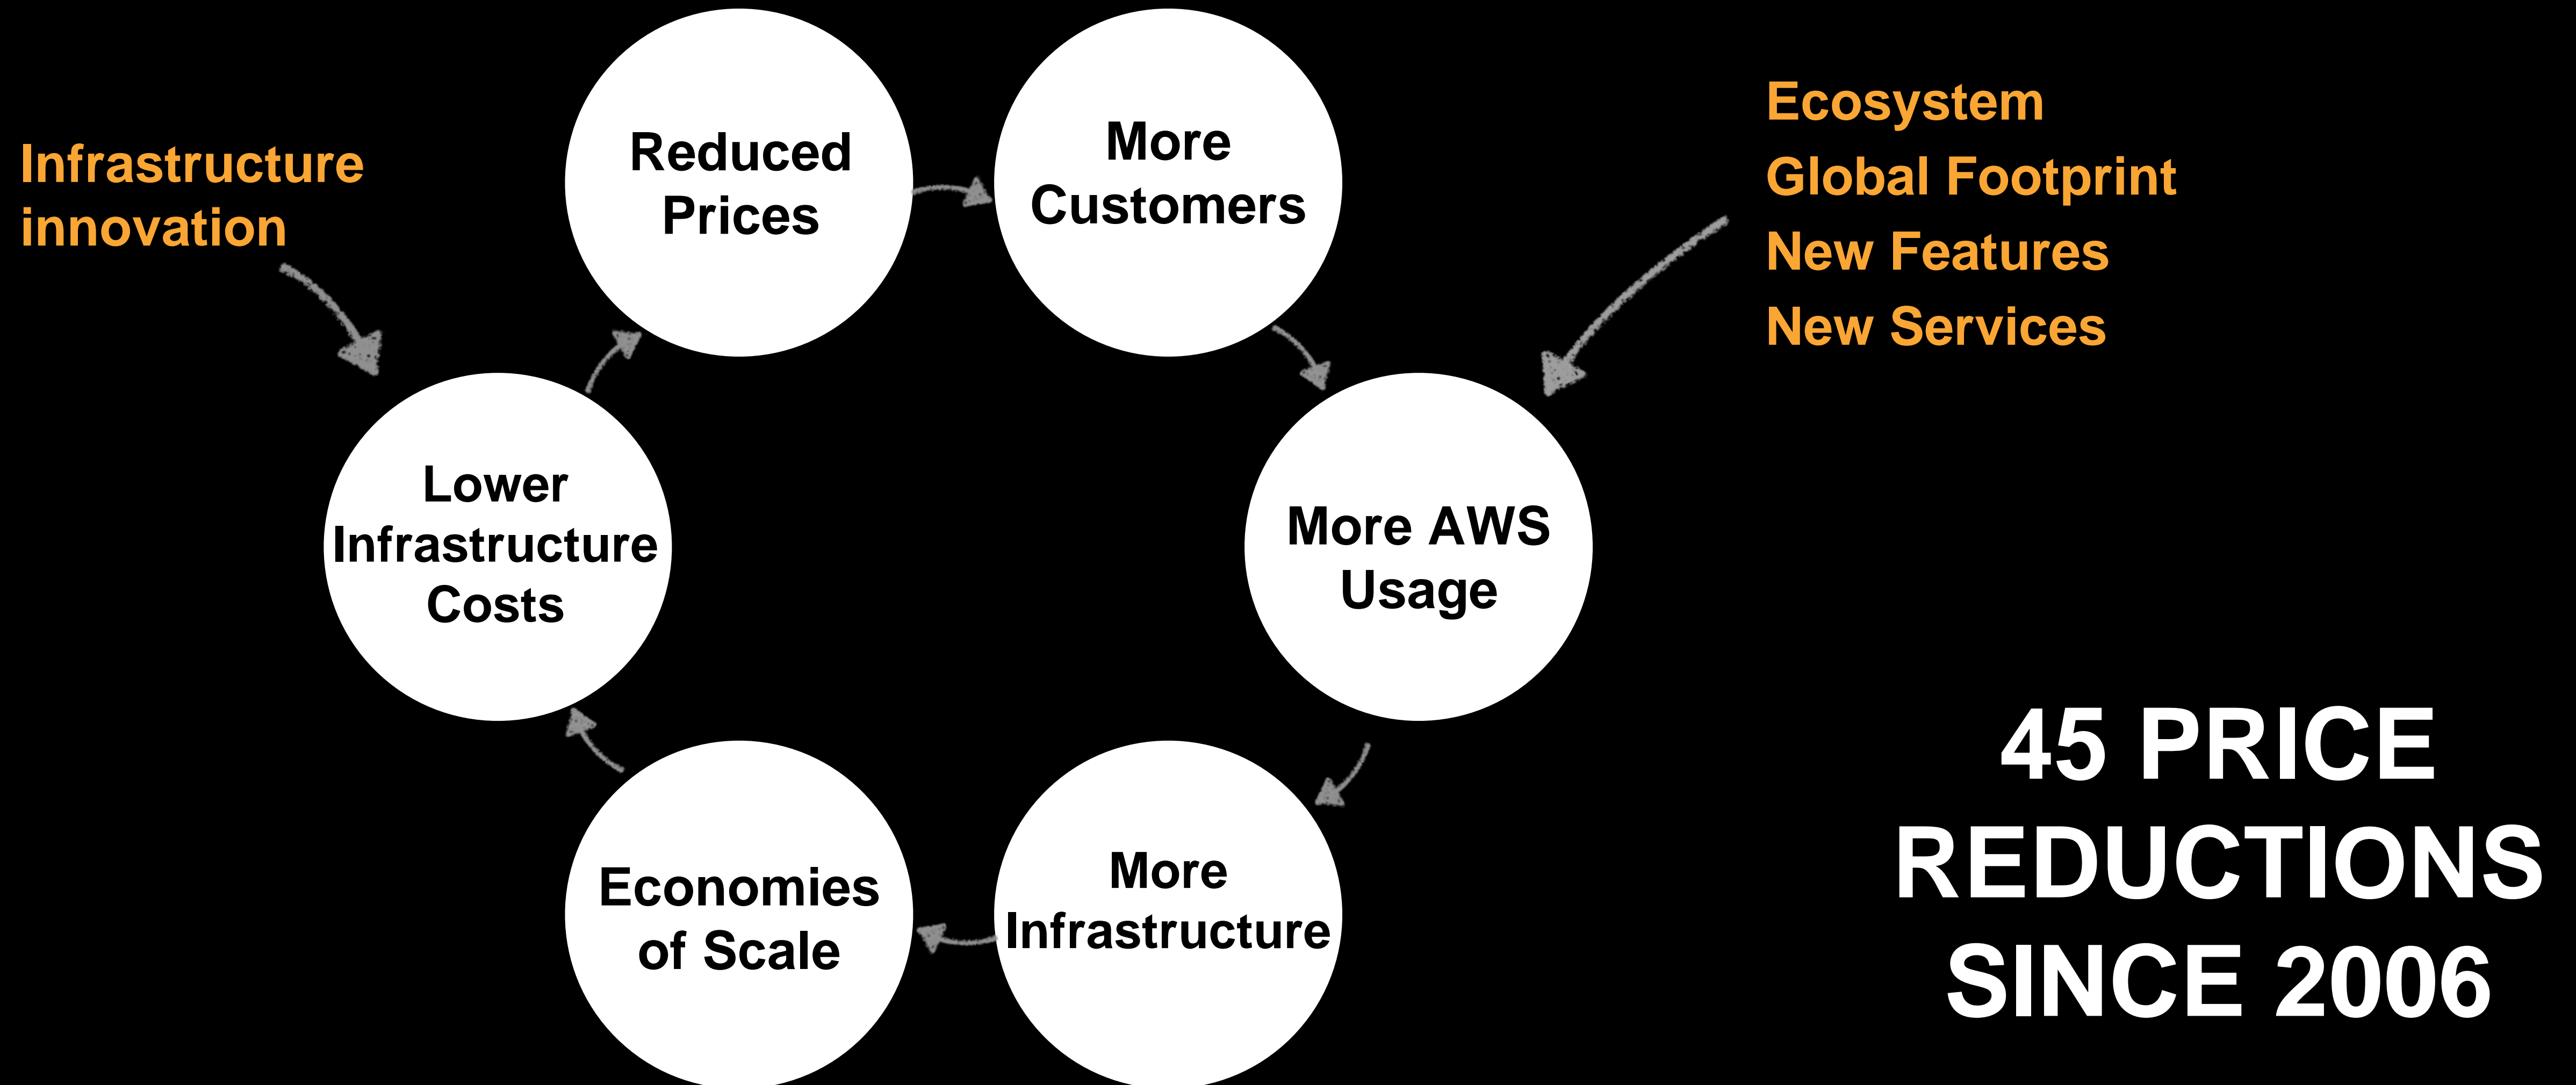 Infrastructure
innovation
Reduced
Prices
More
Customers
Ecosystem
Global Footprint
New Features
New Services
Lower
Infrastructure
Costs
More AWS
Usage
Economies
of Scale
More
Infrastructure
45 PRICE
REDUCTIONS
SINCE 2006